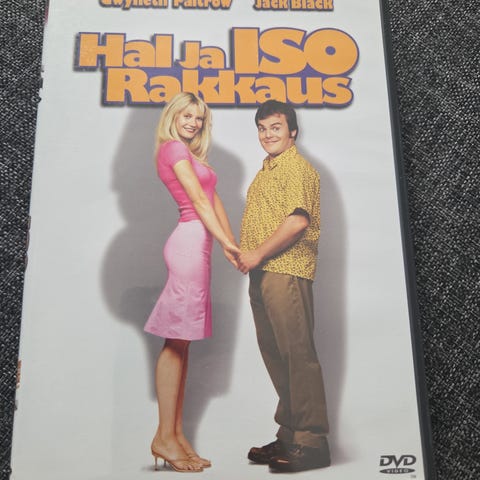 Gwyneth Paltrow Jack Black
Hal Ja ISO
Rakkaus
DVD
VIDEO